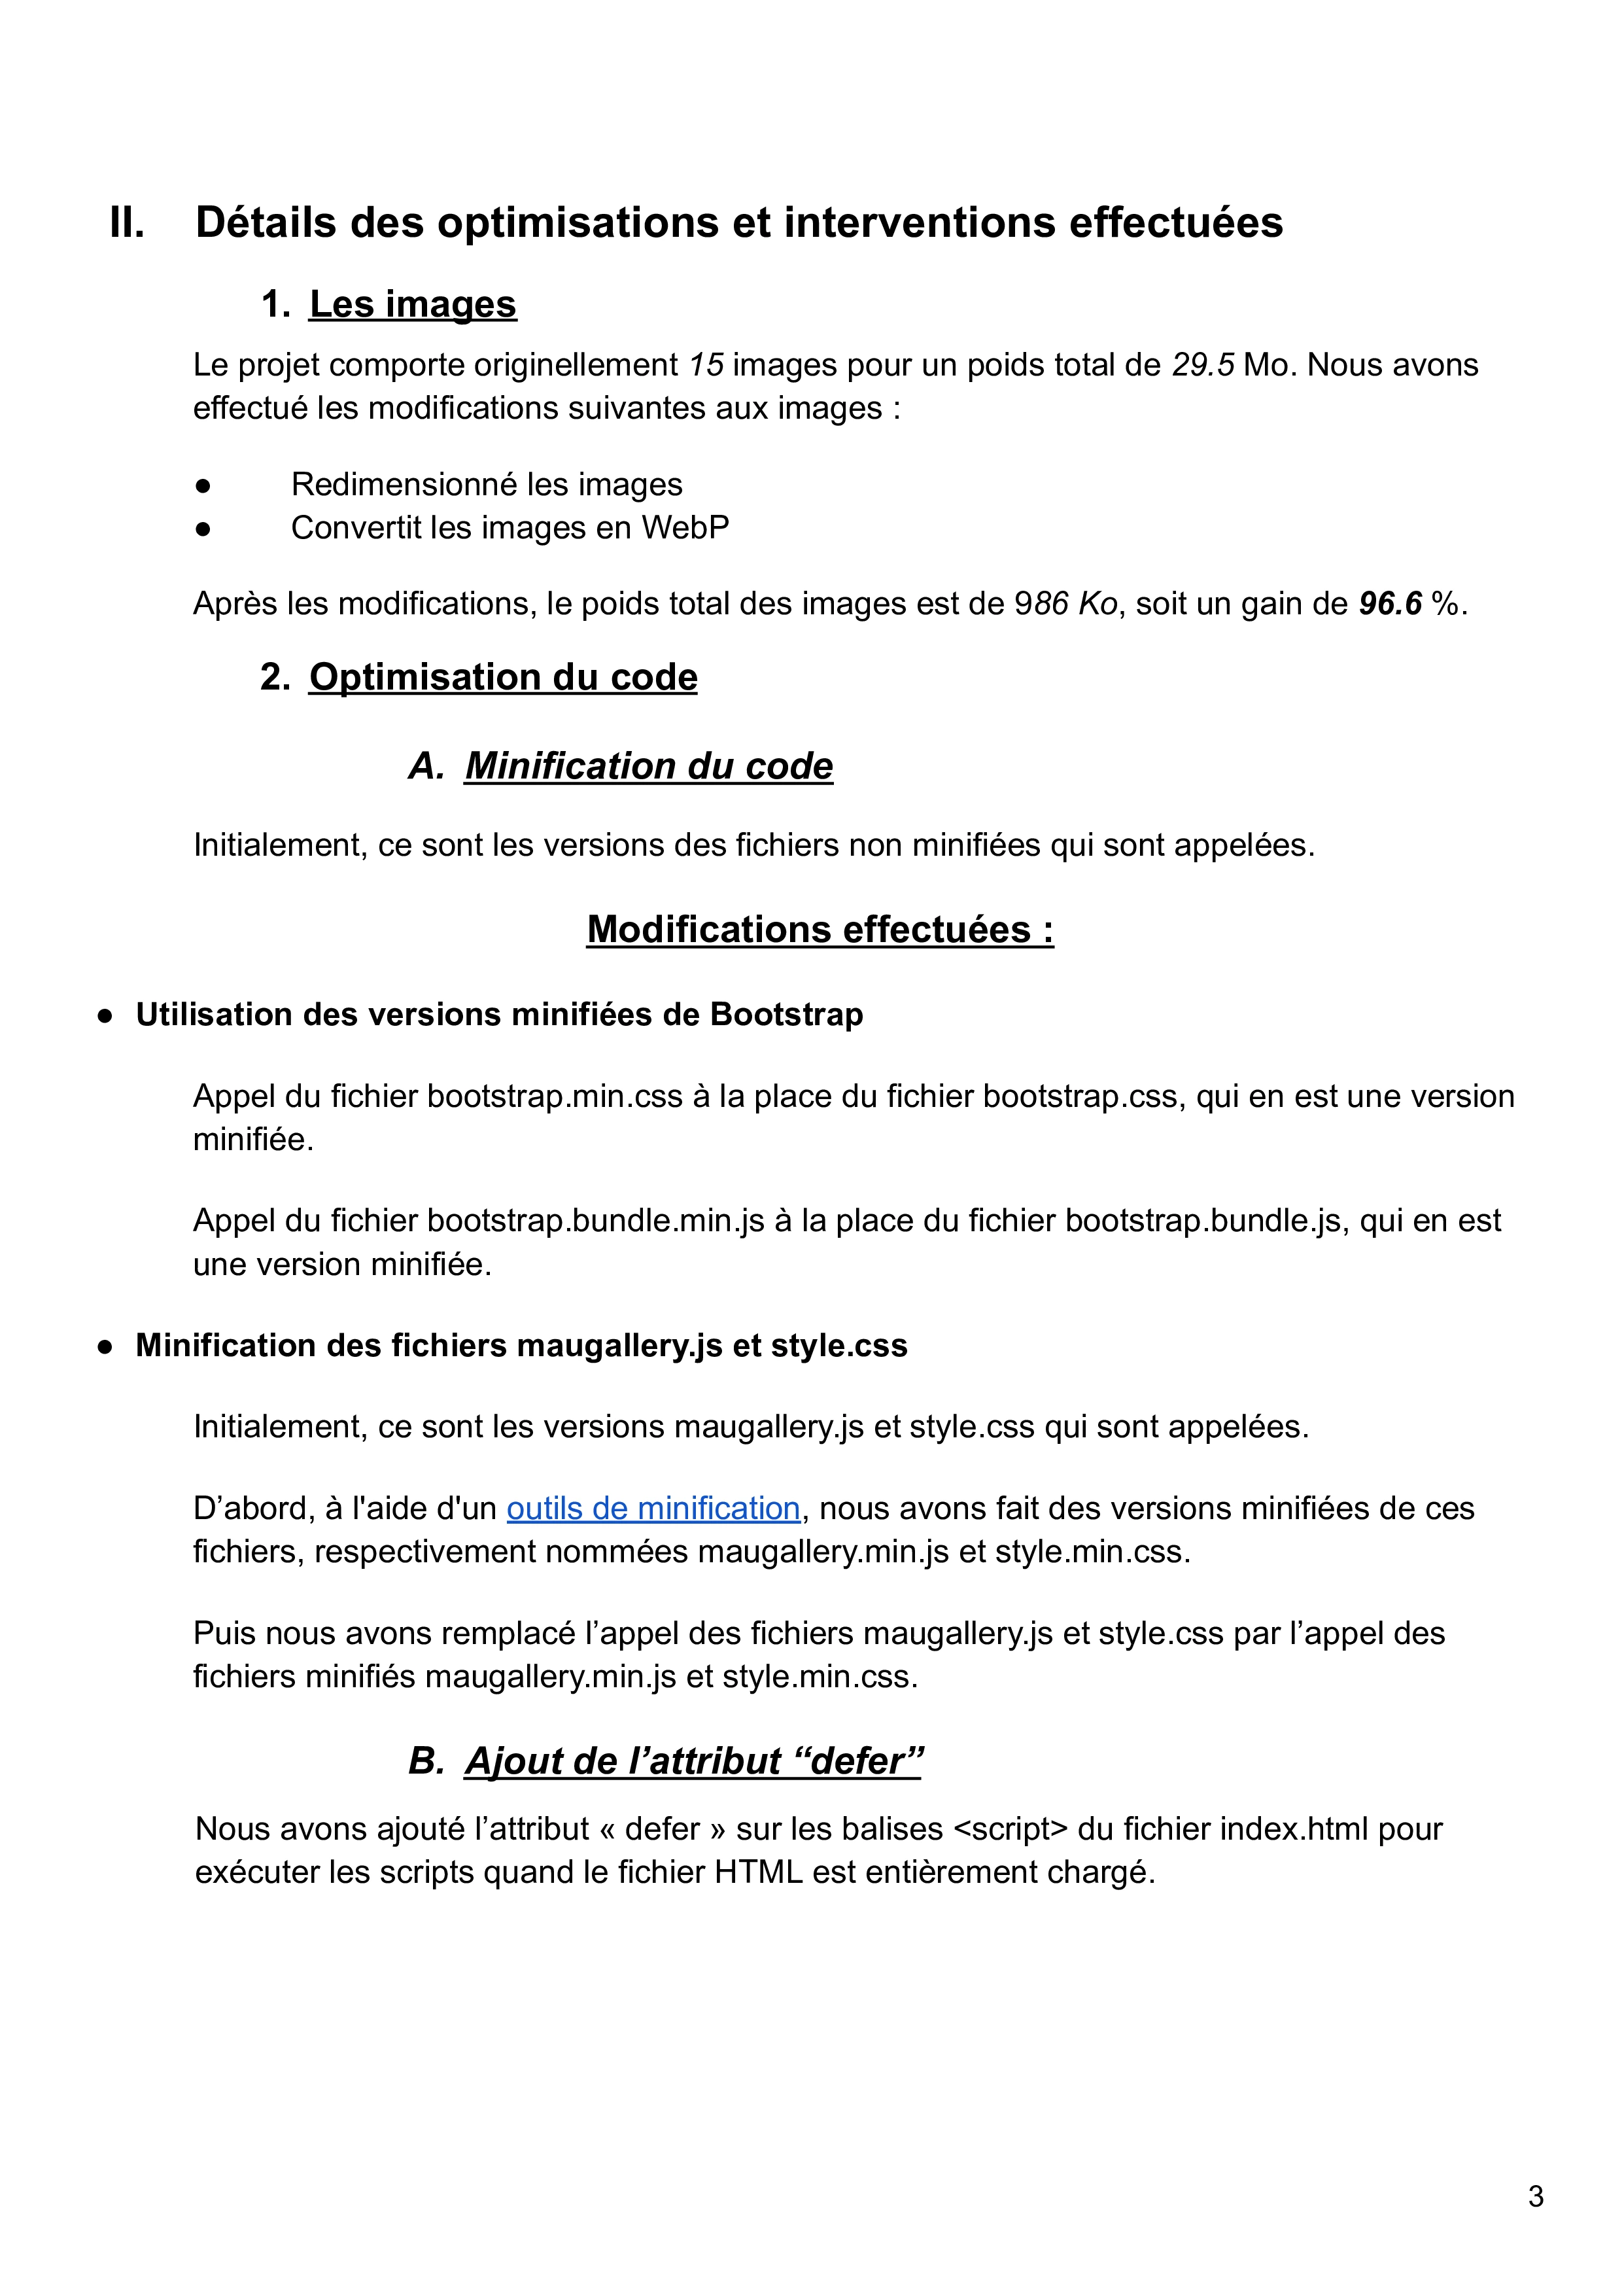 II. Détails des optimisations et interventions effectuées
1. Les images
Le projet comporte originellement 15 images pour un poids total de 29.5 Mo. Nous avons
effectué les modifications suivantes aux images :
● Redimensionné les images
● Convertit les images en WebP
Après les modifications, le poids total des images est de 986 Ko, soit un gain de 96.6 %.
2. Optimisation du code
A. Minification du code
Initialement, ce sont les versions des fichiers non minifiées qui sont appelées.
Modifications effectuées :
● Utilisation des versions minifiées de Bootstrap
Appel du fichier bootstrap.min.css à la place du fichier bootstrap.css, qui en est une version
minifiée.
Appel du fichier bootstrap.bundle.min.js à la place du fichier bootstrap.bundle.js, qui en est
une version minifiée.
● Minification des fichiers maugallery.js et style.css
Initialement, ce sont les versions maugallery.js et style.css qui sont appelées.
D’abord, à l'aide d'un outils de minification, nous avons fait des versions minifiées de ces
fichiers, respectivement nommées maugallery.min.js et style.min.css.
Puis nous avons remplacé l’appel des fichiers maugallery.js et style.css par l’appel des
fichiers minifiés maugallery.min.js et style.min.css.
B. Ajout de l’attribut “defer”
Nous avons ajouté l’attribut « defer » sur les balises <script> du fichier index.html pour
exécuter les scripts quand le fichier HTML est entièrement chargé.
3